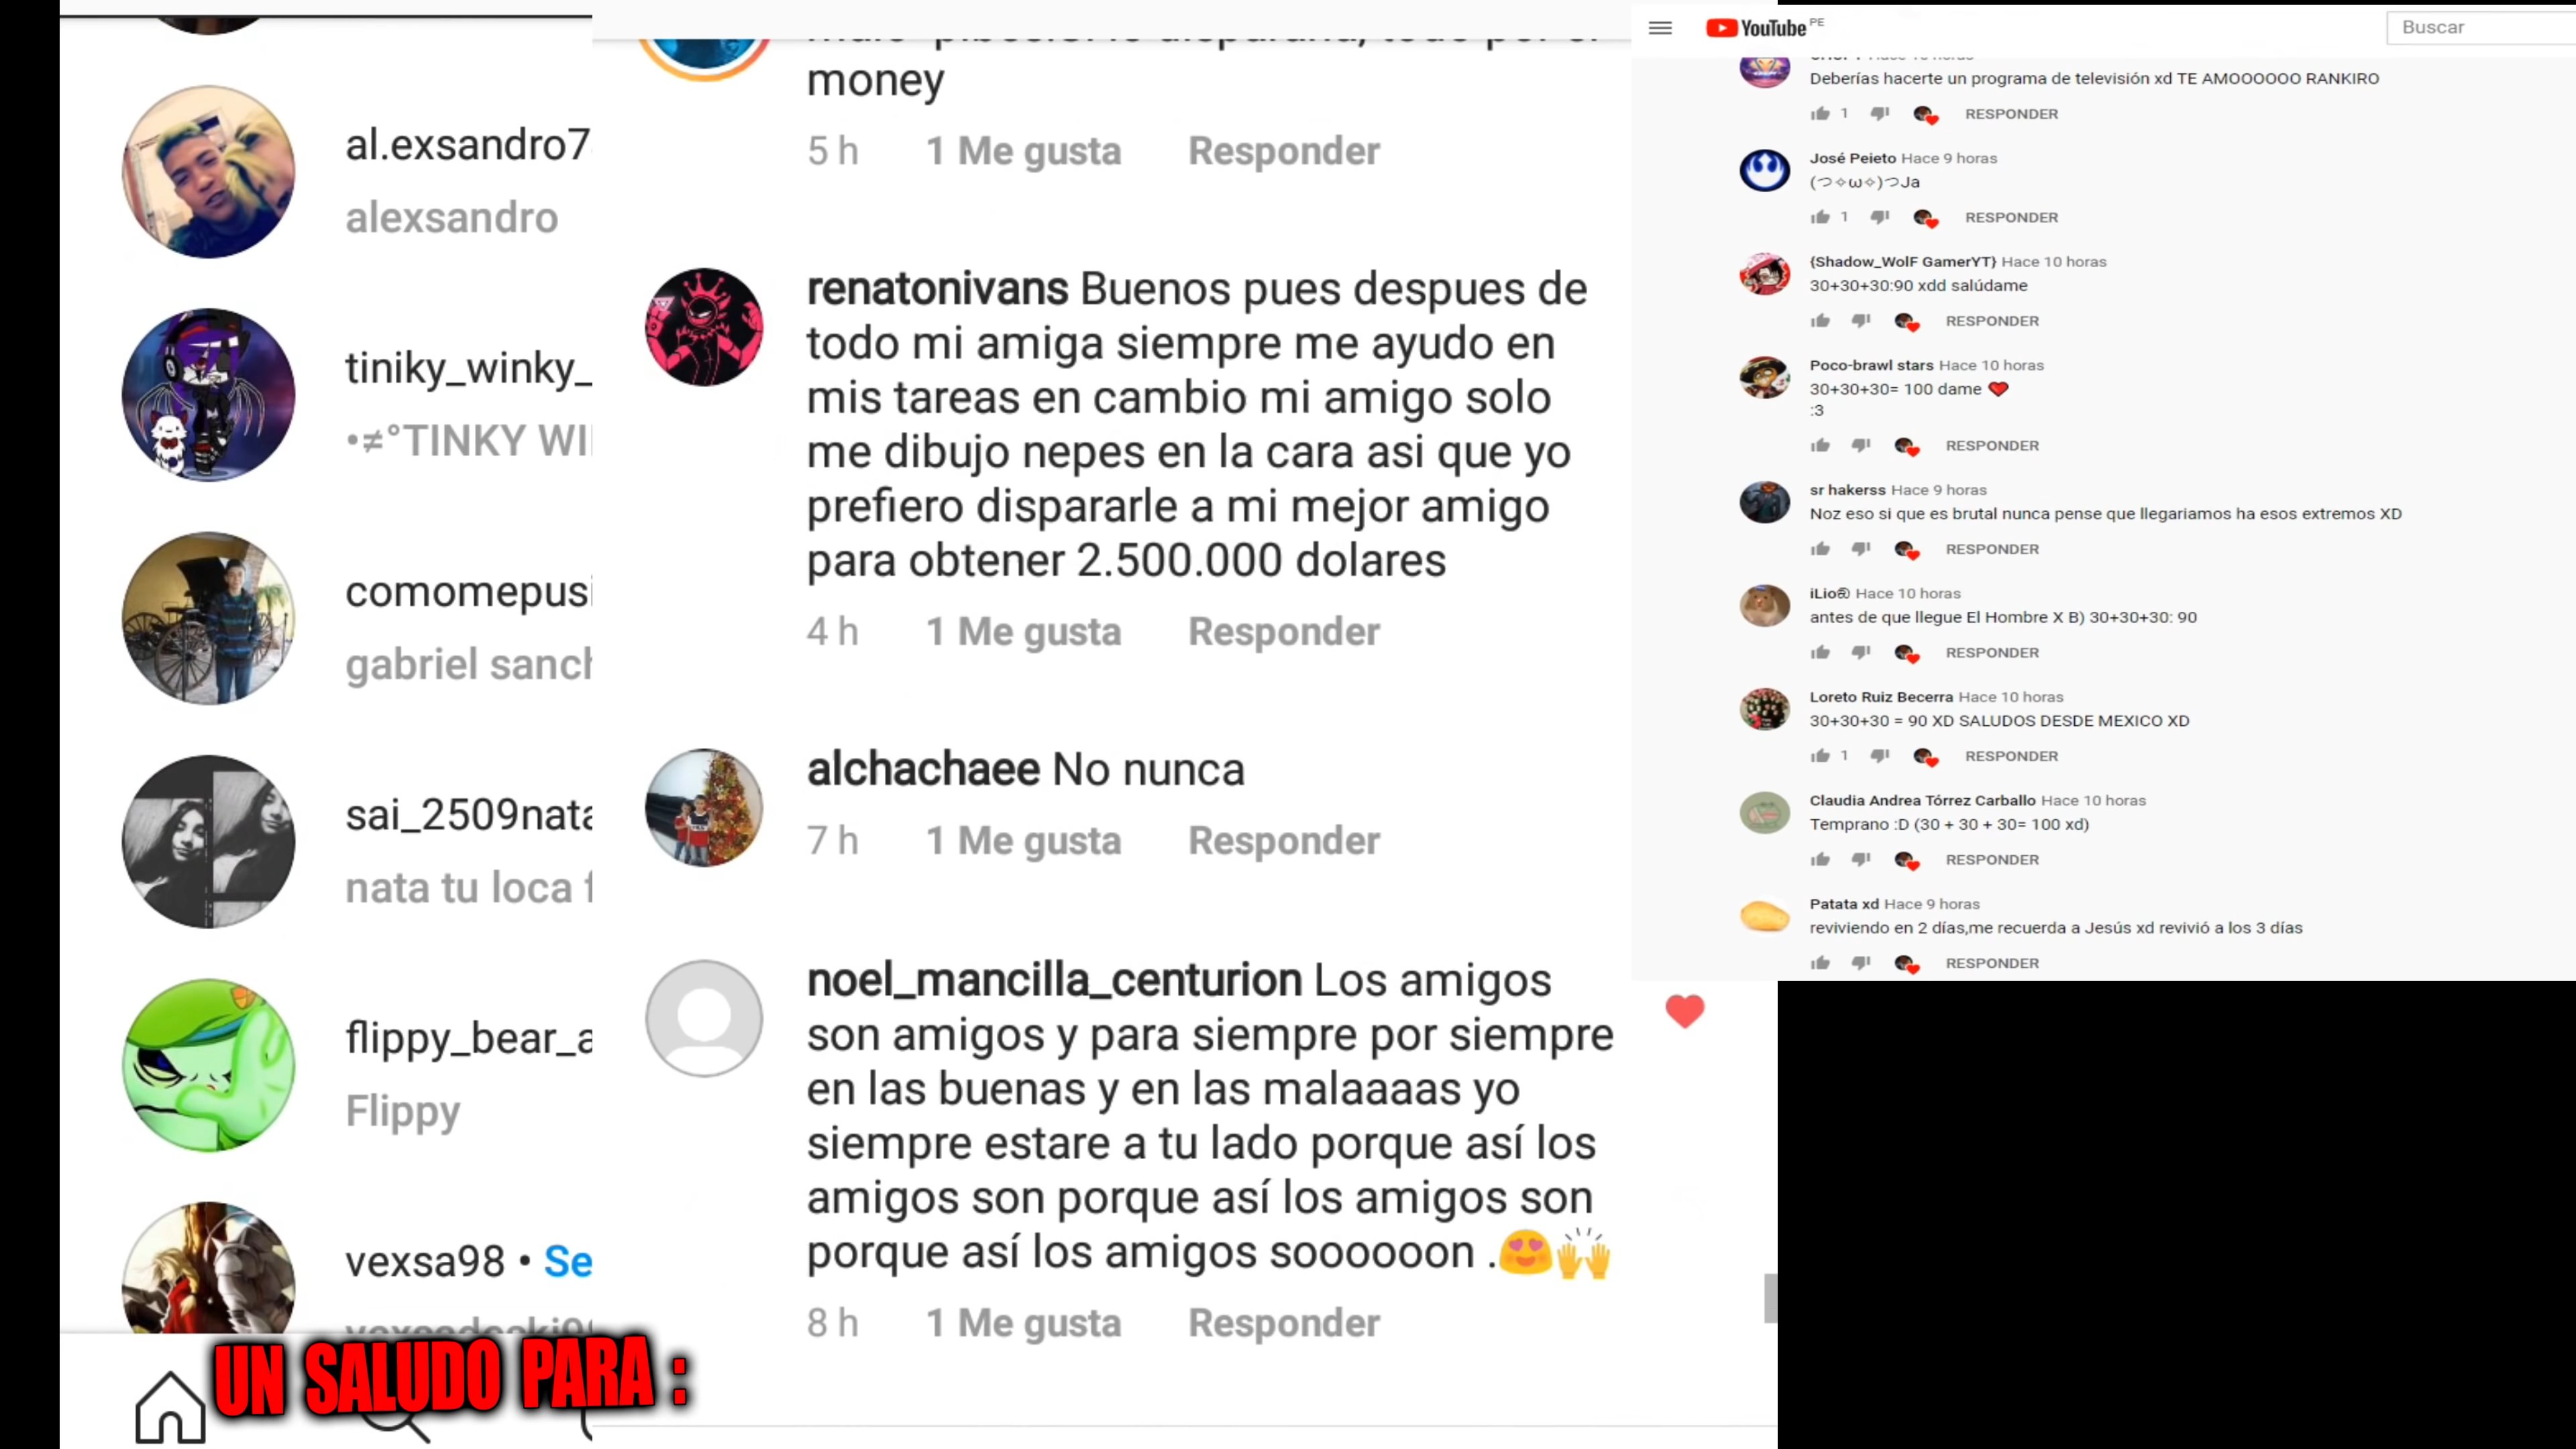 al.exsandro7
alexsandro
tiniky_winky_
•≠°TINKY WI
comomepusi
gabriel sanch
sai_2509nata
nata tu loca f
flippy_bear_a
Flippy
vexsa98 • Se
UN SALUDO PARA :
money
5 h 1 Me gusta Responder
renatonivans Buenos pues despues de
todo mi amiga siempre me ayudo en
mis tareas en cambio mi amigo solo
me dibujo nepes en la cara asi que yo
prefiero dispararle a mi mejor amigo
para obtener 2.500.000 dolares
4 h 1 Me gusta Responder
alchachaee No nunca
7 h 1 Me gusta Responder
noel_mancilla_centurion Los amigos
son amigos y para siempre por siempre
en las buenas y en las malaaaas yo
siempre estare a tu lado porque así los
amigos son porque así los amigos son
porque así los amigos soooooon .😍🙌
8 h 1 Me gusta Responder
YouTube PE
Buscar
Deberías hacerte un programa de televisión xd TE AMOOOOOO RANKIRO
1 RESPONDER
José Peieto Hace 9 horas
(つ✧ω✧)つJa
1 RESPONDER
{Shadow_WolF GamerYT} Hace 10 horas
30+30+30:90 xdd salúdame
RESPONDER
Poco-brawl stars Hace 10 horas
30+30+30= 100 dame ❤
:3
RESPONDER
sr hakerss Hace 9 horas
Noz eso si que es brutal nunca pense que llegariamos ha esos extremos XD
RESPONDER
iLio® Hace 10 horas
antes de que llegue El Hombre X B) 30+30+30: 90
RESPONDER
Loreto Ruiz Becerra Hace 10 horas
30+30+30 = 90 XD SALUDOS DESDE MEXICO XD
1 RESPONDER
Claudia Andrea Tórrez Carballo Hace 10 horas
Temprano :D (30 + 30 + 30= 100 xd)
RESPONDER
Patata xd Hace 9 horas
reviviendo en 2 días,me recuerda a Jesús xd revivió a los 3 días
RESPONDER